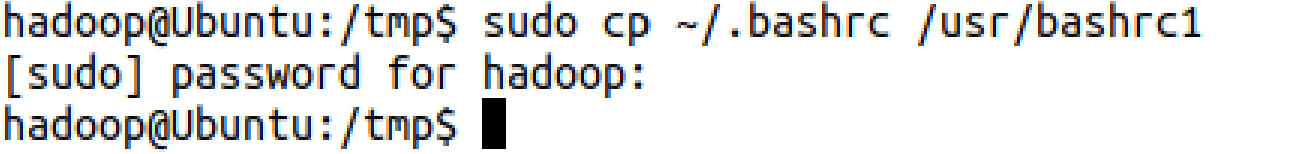 hadoop@Ubuntu:/tmp$ sudo cp ~/.bashrc /usr/bashrc1
[sudo] password for hadoop:
hadoop@Ubuntu:/tmp$